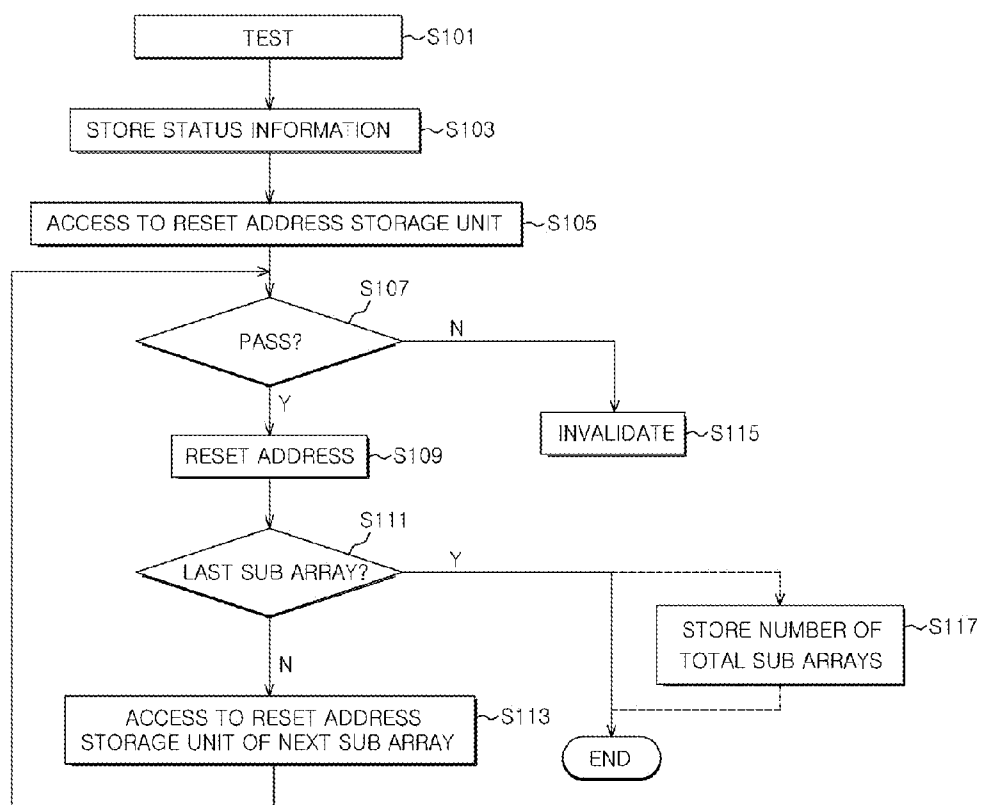 TEST
S101
STORE STATUS INFORMATION
S103
ACCESS TO RESET ADDRESS STORAGE UNIT
S105
S107
PASS?
N
Y
INVALIDATE
S115
RESET ADDRESS
S109
S111
LAST SUB ARRAY?
Y
N
STORE NUMBER OF
TOTAL SUB ARRAYS
S117
ACCESS TO RESET ADDRESS
STORAGE UNIT OF NEXT SUB ARRAY
S113
END